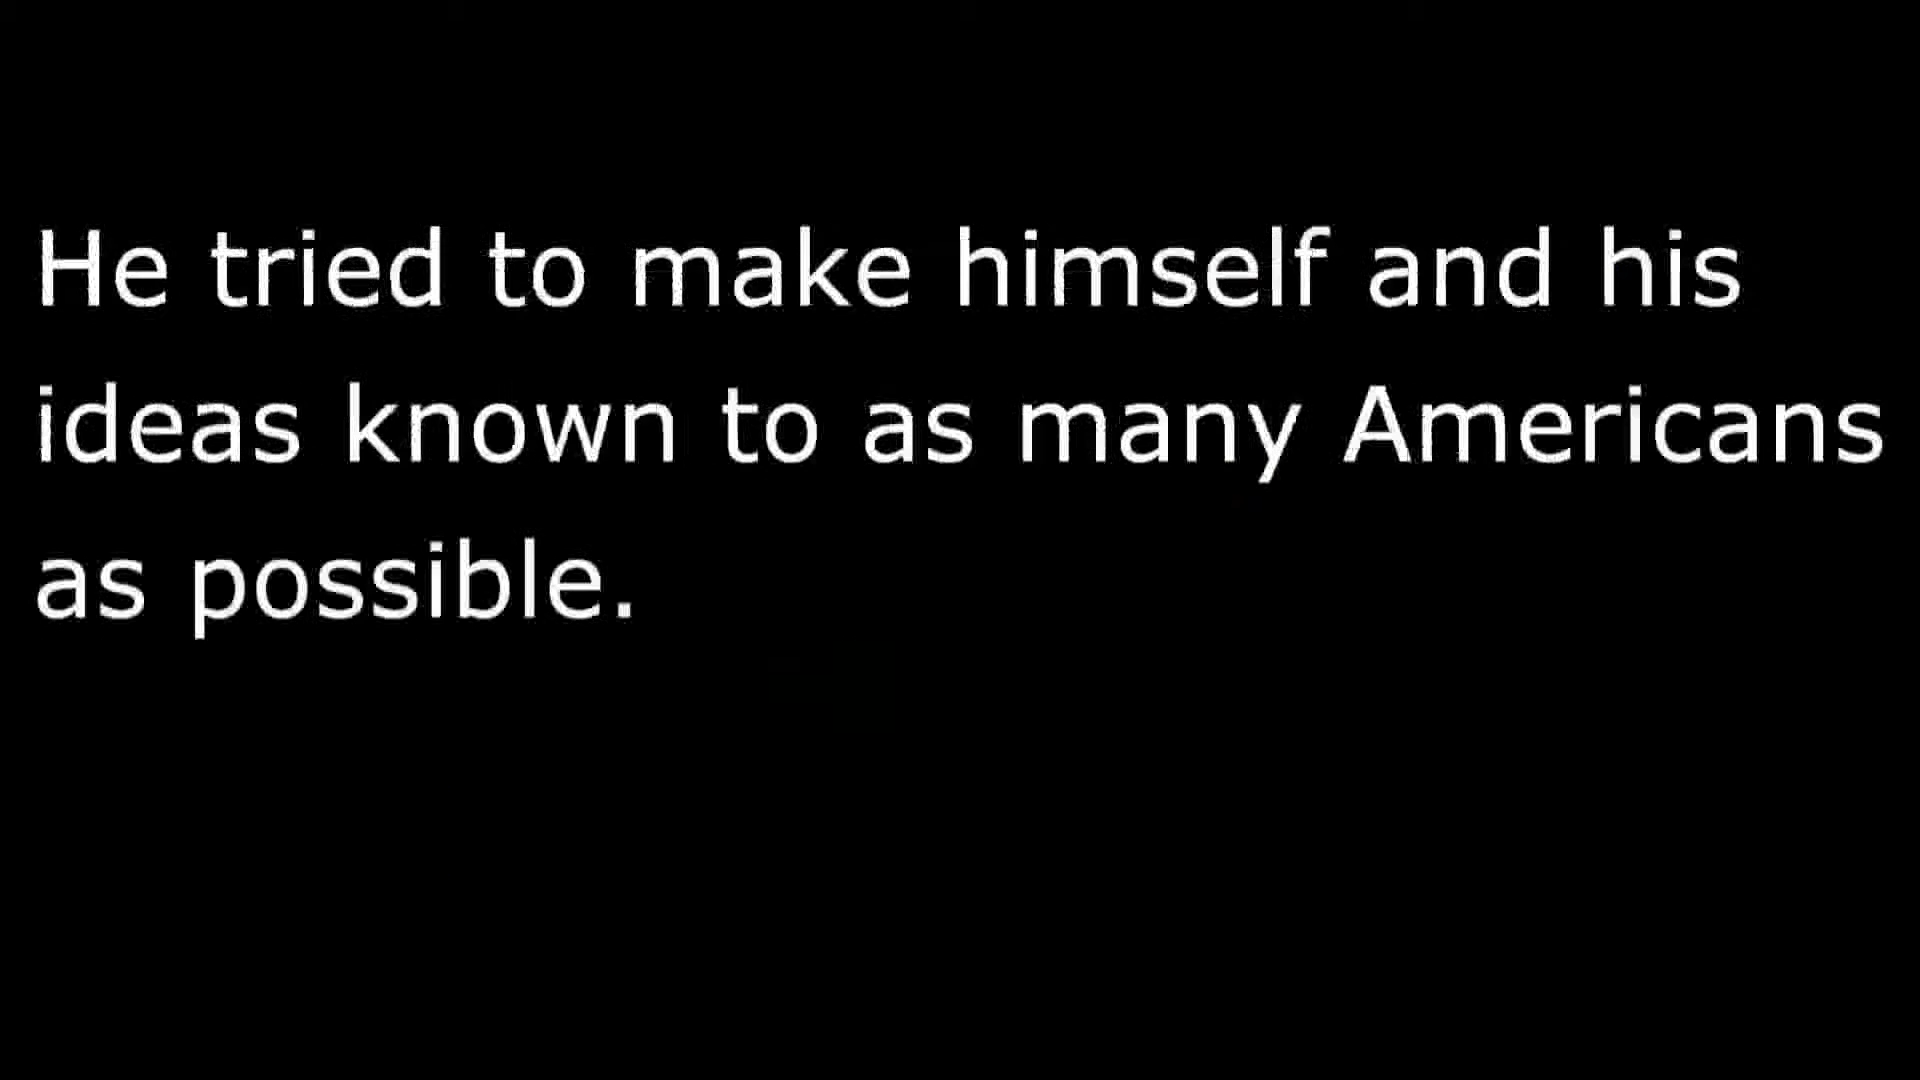 He tried to make himself and his
ideas known to as many Americans
as possible.